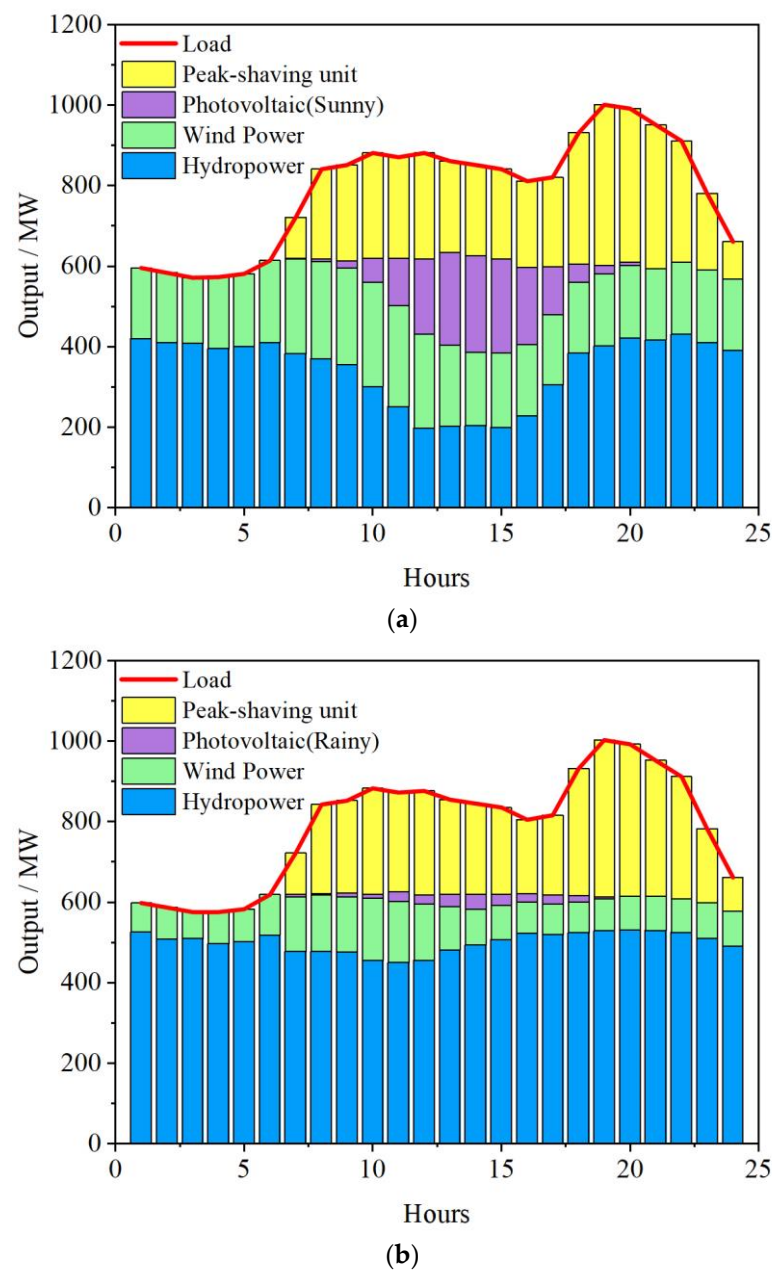 1200
Load
Peak-shaving unit
1000
Photovoltaic(Sunny)
Wind Power
800
Hydropower
600
400
200
0
Output / MW
0 5 10 15 20 25
Hours
(a)
1200
Load
Peak-shaving unit
1000
Photovoltaic(Rainy)
Wind Power
800
Hydropower
600
400
200
0
Output / MW
0 5 10 15 20 25
Hours
(b)